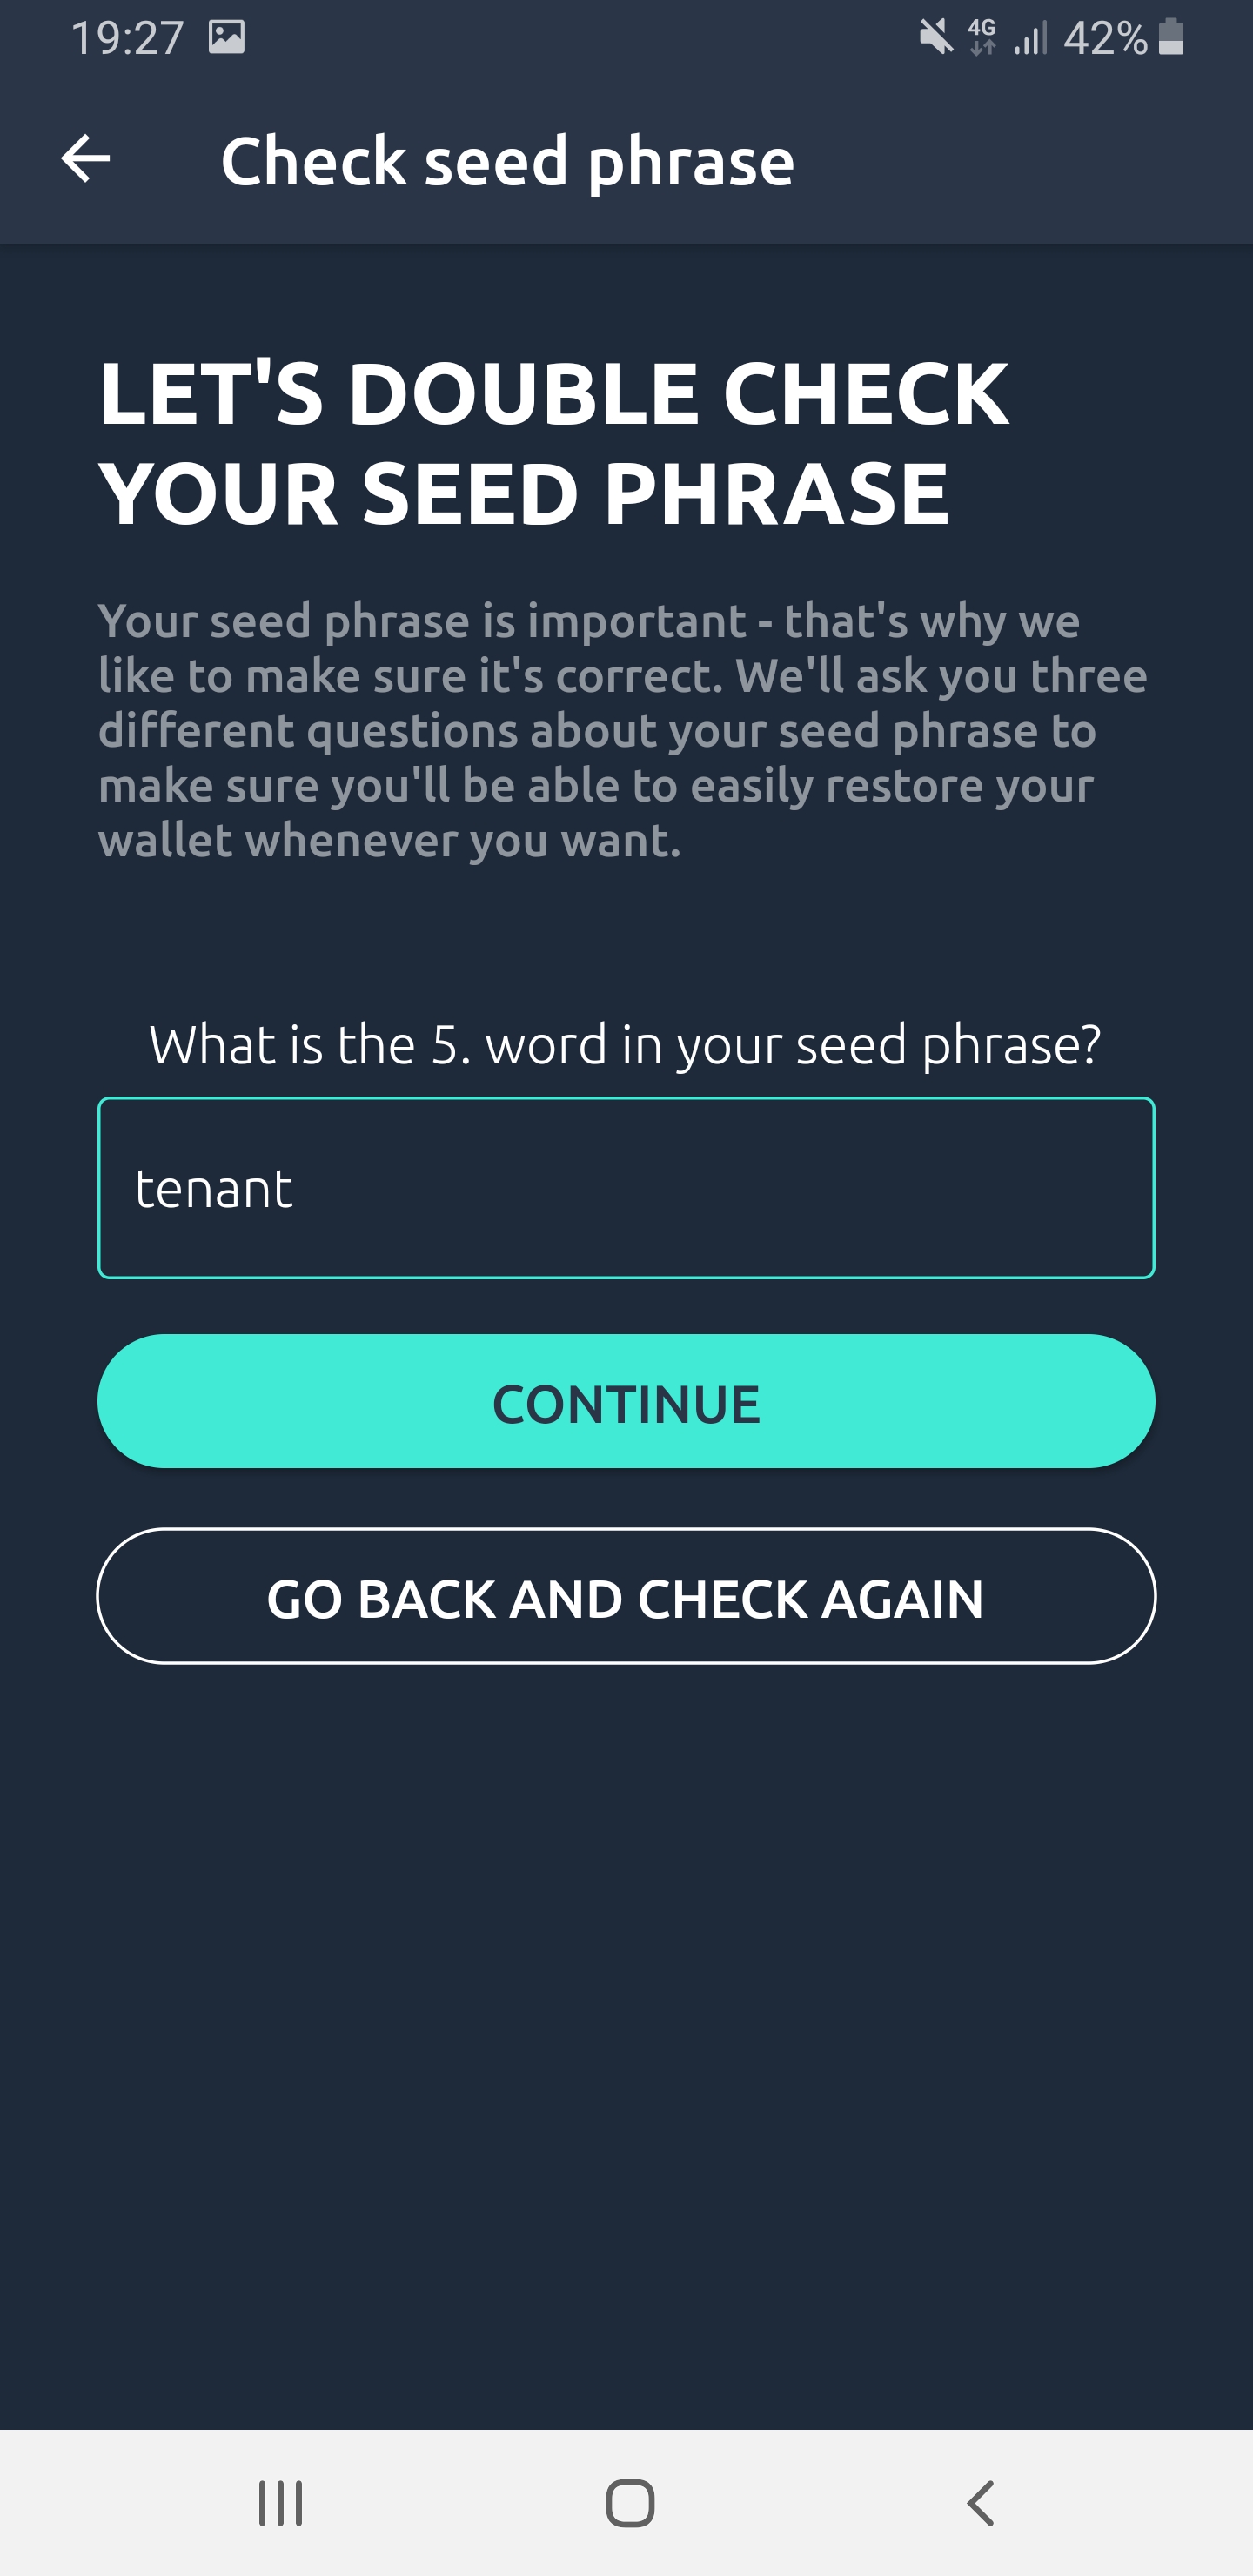 19:27 4G 42%
Check seed phrase
LET'S DOUBLE CHECK
YOUR SEED PHRASE
Your seed phrase is important - that's why we
like to make sure it's correct. We'll ask you three
different questions about your seed phrase to
make sure you'll be able to easily restore your
wallet whenever you want.
What is the 5. word in your seed phrase?
tenant
CONTINUE
GO BACK AND CHECK AGAIN